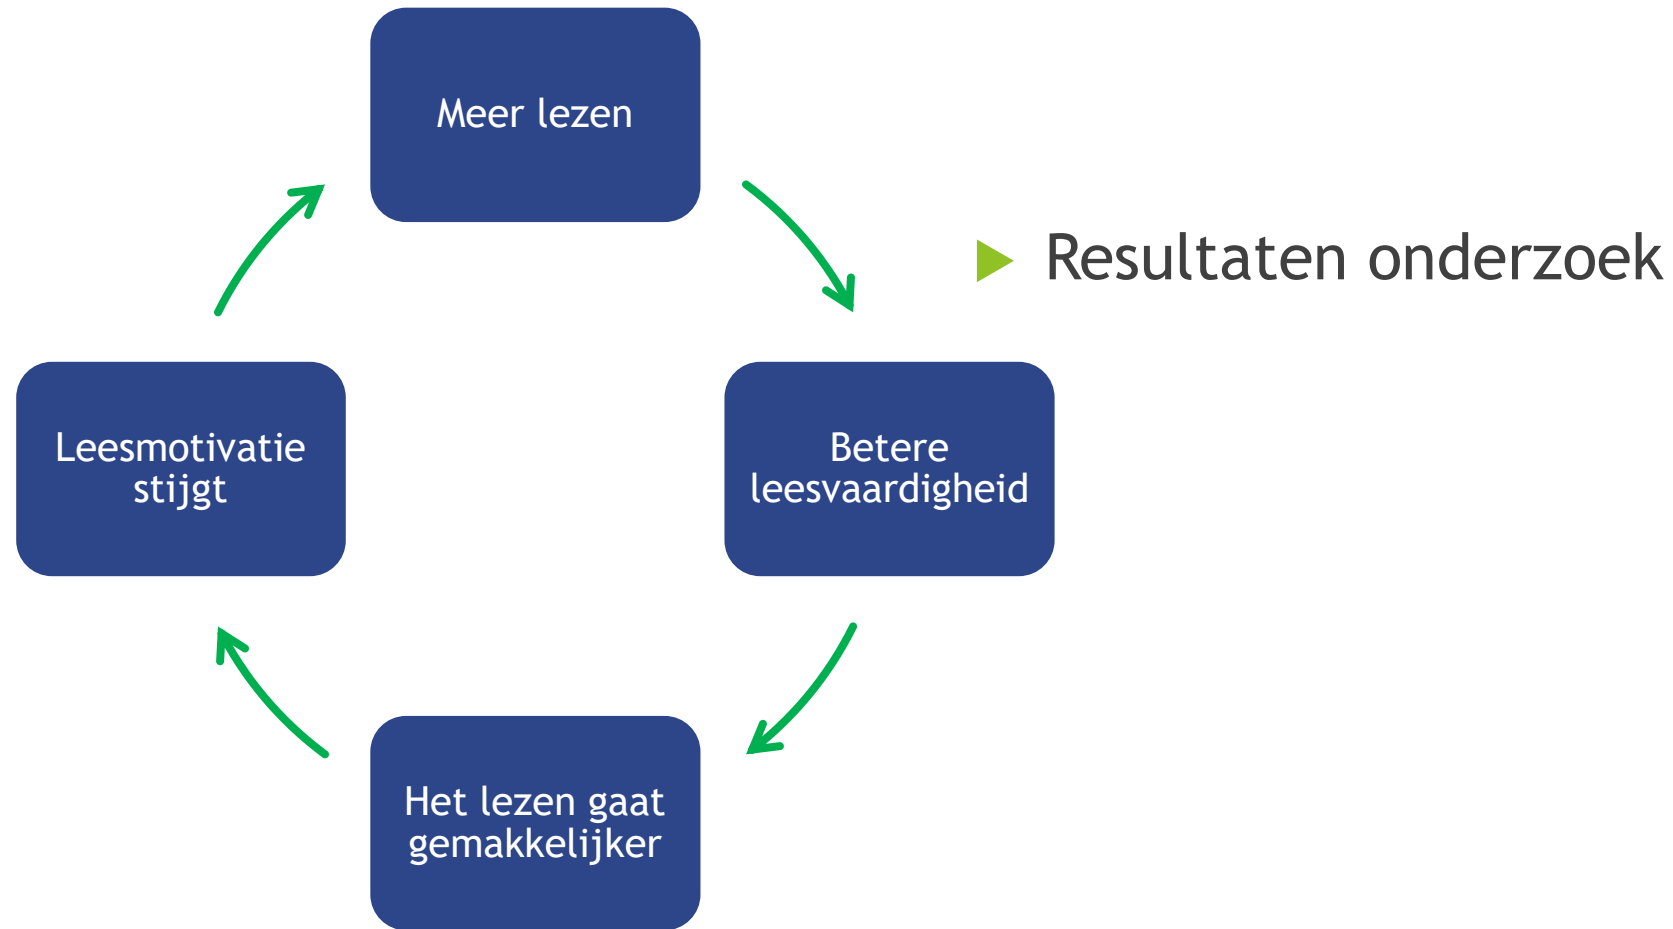 Meer lezen
Resultaten onderzoek
Betere
leesvaardigheid
Het lezen gaat
gemakkelijker
Leesmotivatie
stijgt